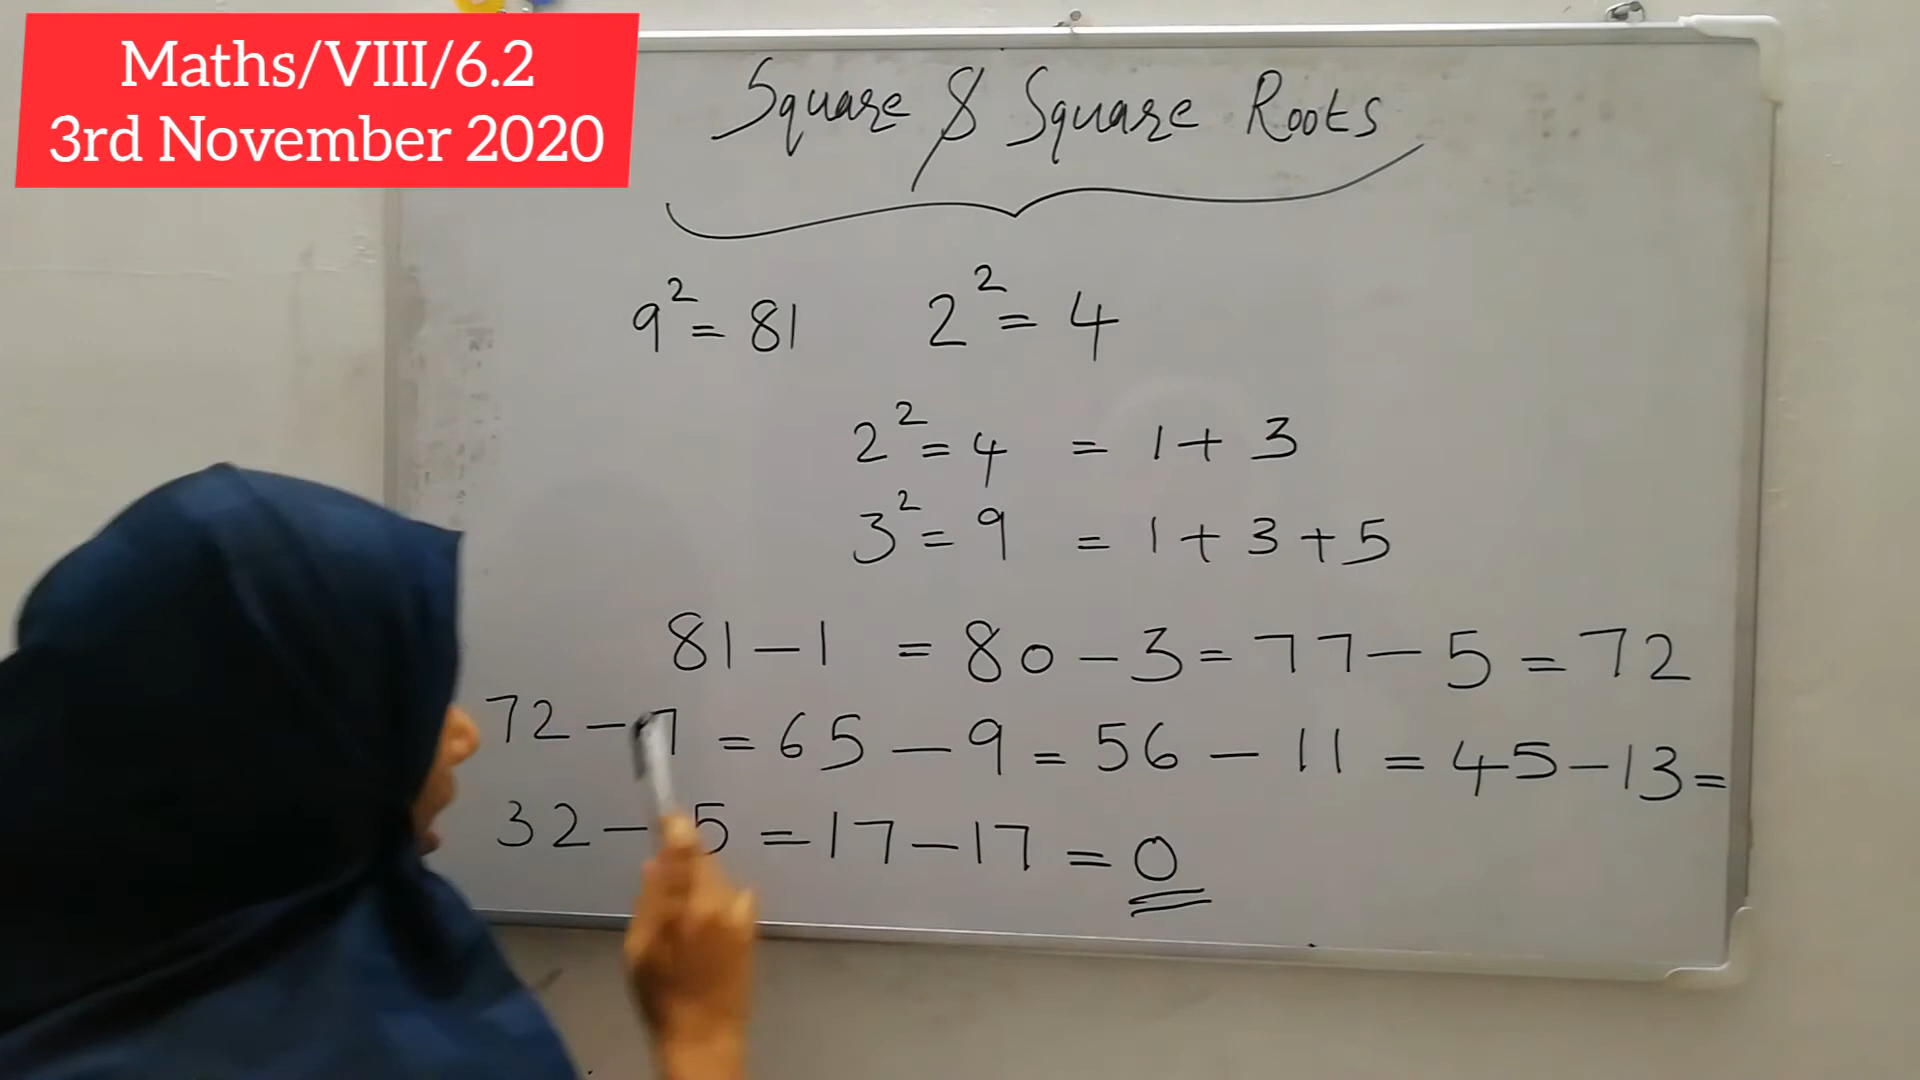 Maths/VIII/6.2
3rd November 2020
Square & Square Roots
9² = 81 2² = 4
2² = 4 = 1 + 3
3² = 9 = 1 + 3 + 5
81 - 1 = 80 - 3 = 77 - 5 = 72
72 - 7 = 65 - 9 = 56 - 11 = 45 - 13 =
32 - 5 = 17 - 17 = 0